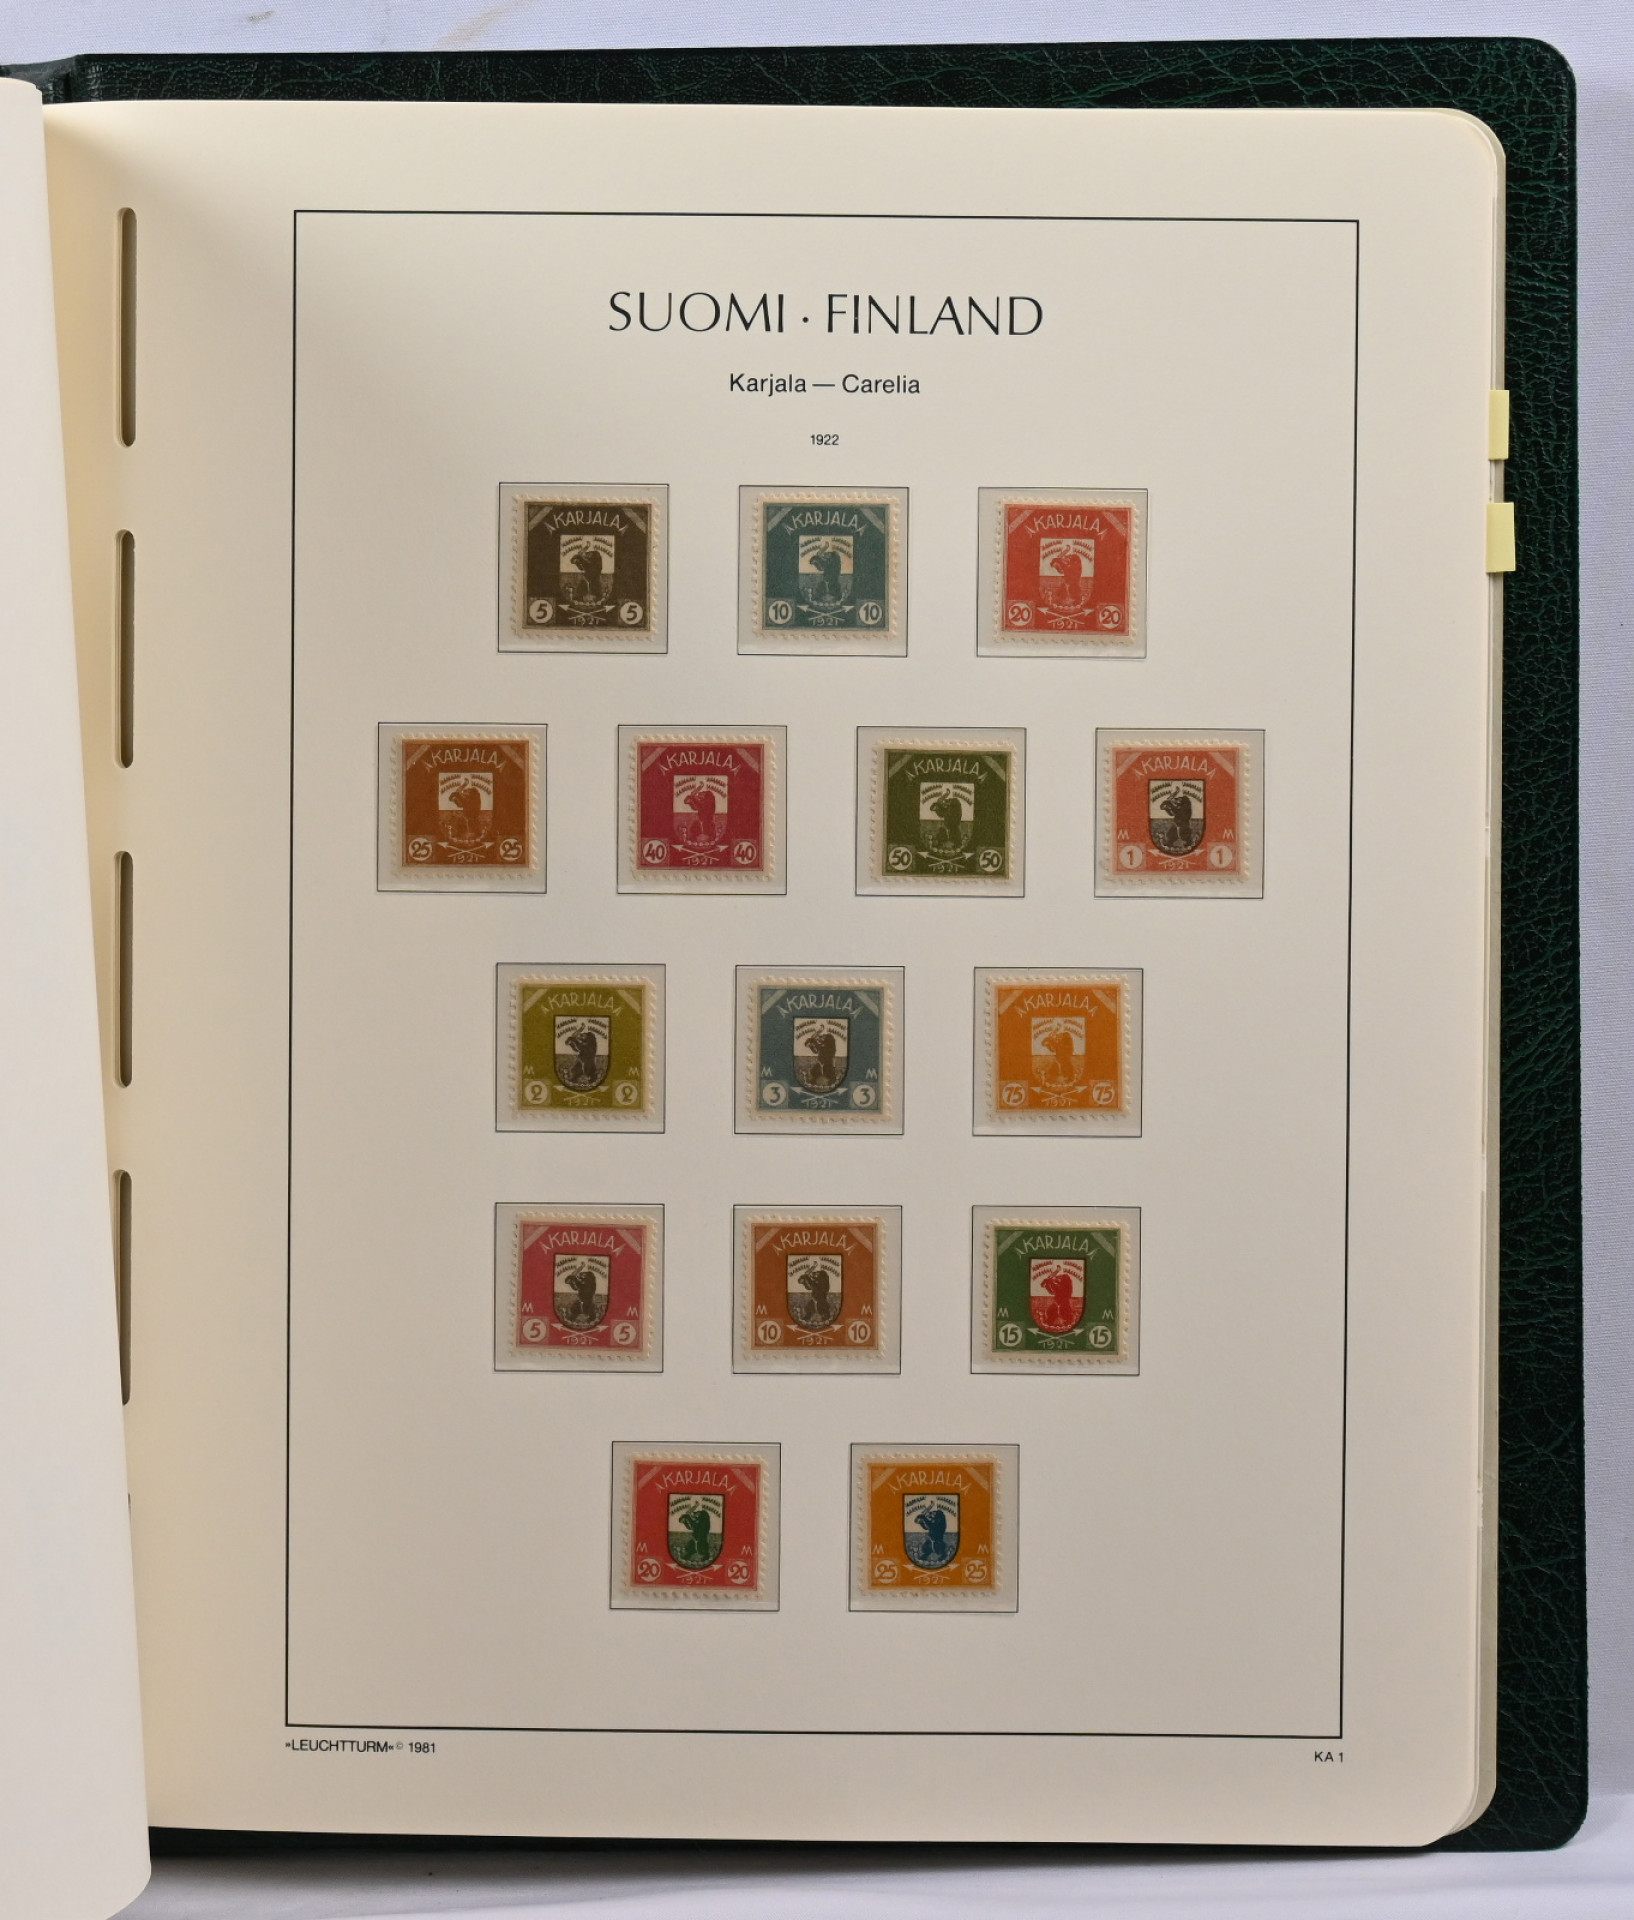 SUOMI · FINLAND
Karjala — Carelia
1922
KARJALA
5 5
1921
KARJALA
10 10
1921
KARJALA
20 20
1921
KARJALA
25 25
1921
KARJALA
40 40
1921
KARJALA
50 50
1921
KARJALA
M M
1 1
1921
KARJALA
M M
2 2
1921
KARJALA
M M
3 3
1921
KARJALA
75 75
1921
KARJALA
M M
5 5
1921
KARJALA
M M
10 10
1921
KARJALA
M M
15 15
1921
KARJALA
M M
20 20
1921
KARJALA
M M
25 25
1921
»LEUCHTTURM« © 1981
KA 1